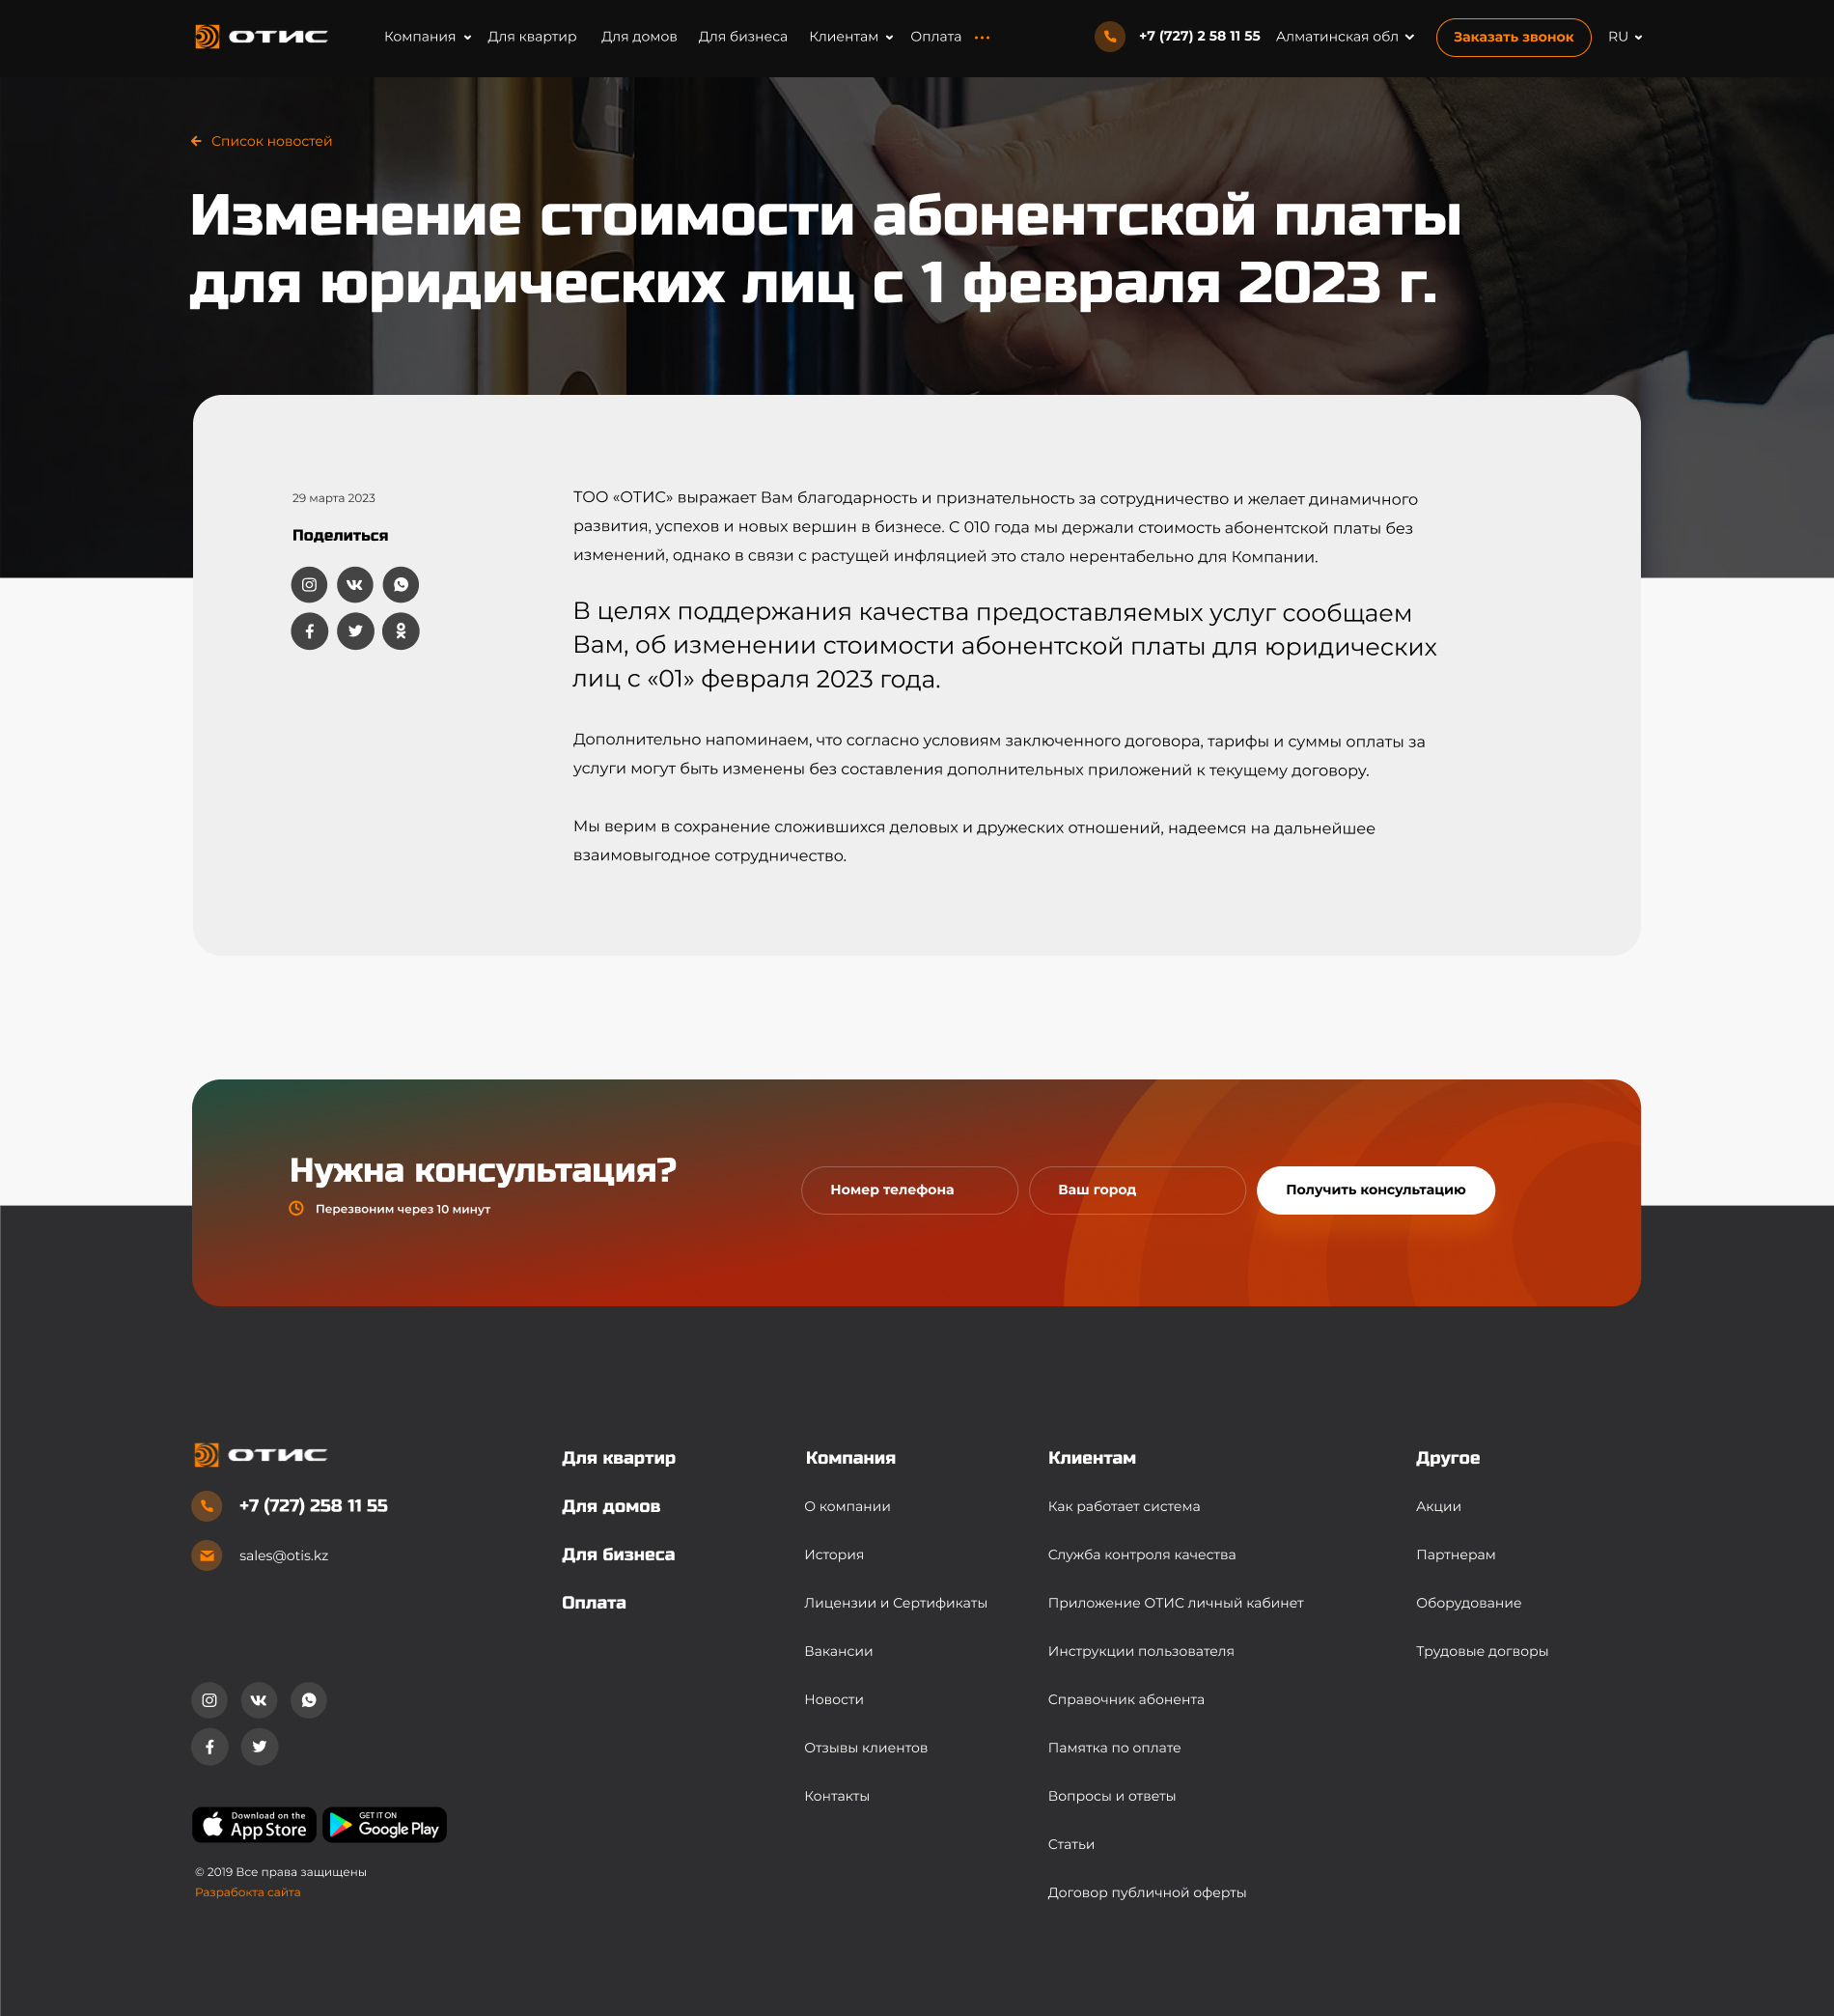 ОТИС
Компания
Для квартир
Для домов
Для бизнеса
Клиентам
Оплата
+7 (727) 2 58 11 55
Алматинская обл
Заказать звонок
RU
Список новостей
Изменение стоимости абонентской платы
для юридических лиц с 1 февраля 2023 г.
29 марта 2023
Поделиться
ТОО «ОТИС» выражает Вам благодарность и признательность за сотрудничество и желает динамичного
развития, успехов и новых вершин в бизнесе. С 010 года мы держали стоимость абонентской платы без
изменений, однако в связи с растущей инфляцией это стало нерентабельно для Компании.
В целях поддержания качества предоставляемых услуг сообщаем
Вам, об изменении стоимости абонентской платы для юридических
лиц с «01» февраля 2023 года.
Дополнительно напоминаем, что согласно условиям заключенного договора, тарифы и суммы оплаты за
услуги могут быть изменены без составления дополнительных приложений к текущему договору.
Мы верим в сохранение сложившихся деловых и дружеских отношений, надеемся на дальнейшее
взаимовыгодное сотрудничество.
Нужна консультация?
Перезвоним через 10 минут
Номер телефона
Ваш город
Получить консультацию
ОТИС
+7 (727) 258 11 55
sales@otis.kz
Download on the
App Store
GET IT ON
Google Play
© 2019 Все права защищены
Разрабокта сайта
Для квартир
Для домов
Для бизнеса
Оплата
Компания
О компании
История
Лицензии и Сертификаты
Вакансии
Новости
Отзывы клиентов
Контакты
Клиентам
Как работает система
Служба контроля качества
Приложение ОТИС личный кабинет
Инструкции пользователя
Справочник абонента
Памятка по оплате
Вопросы и ответы
Статьи
Договор публичной оферты
Другое
Акции
Партнерам
Оборудование
Трудовые догворы